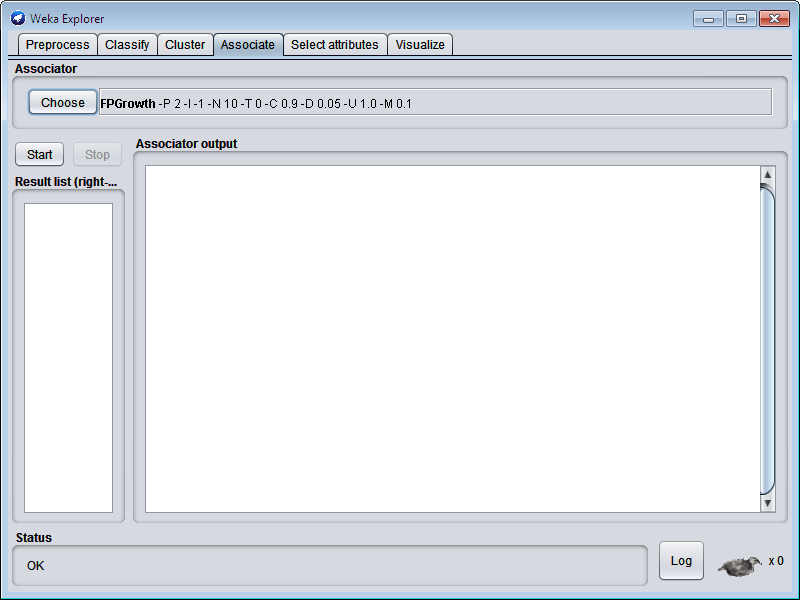 Weka Explorer
Preprocess Classify Cluster Associate Select attributes Visualize
Associator
Choose FPGrowth -P 2 -I -1 -N 10 -T 0 -C 0.9 -D 0.05 -U 1.0 -M 0.1
Start Stop
Associator output
Result list (right-...
Status
OK
Log
x 0